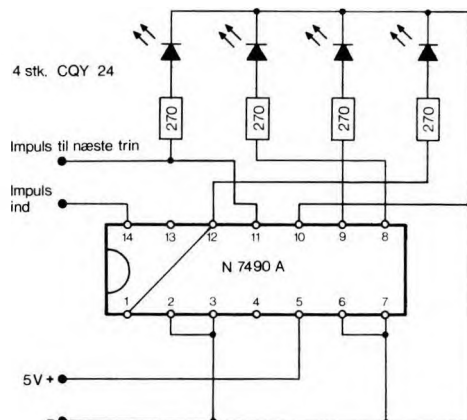 4 stk. CQY 24
270
270
270
270
Impuls til næste trin
Impuls
ind
14 13 12 11 10 9 8
N 7490 A
1 2 3 4 5 6 7
5V +